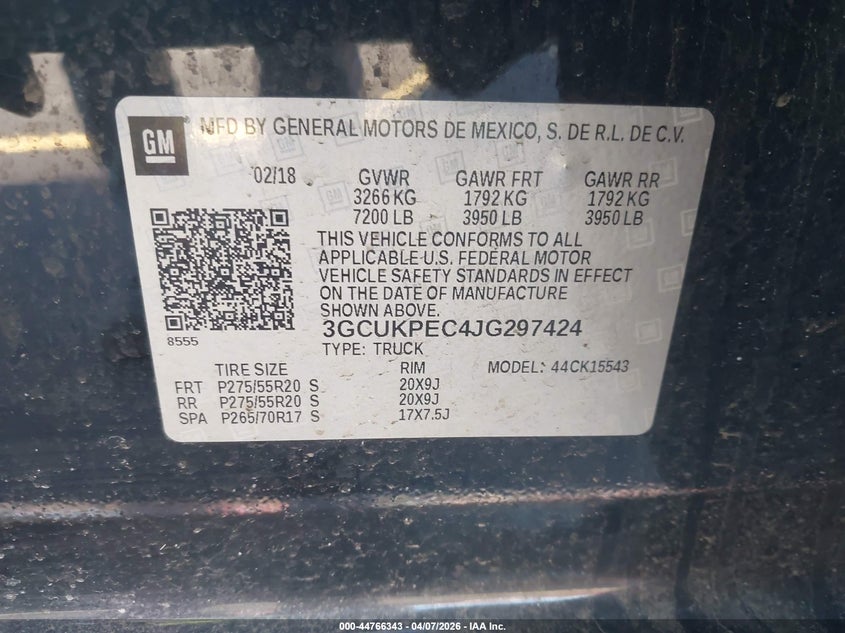 GM MFD BY GENERAL MOTORS DE MEXICO, S. DE R.L. DE C.V.
02/18 GVWR GAWR FRT GAWR RR
3266 KG 1792 KG 1792 KG
7200 LB 3950 LB 3950 LB
THIS VEHICLE CONFORMS TO ALL
APPLICABLE U.S. FEDERAL MOTOR
VEHICLE SAFETY STANDARDS IN EFFECT
ON THE DATE OF MANUFACTURE
SHOWN ABOVE.
3GCUKPEC4JG297424
8555
TYPE: TRUCK
TIRE SIZE RIM MODEL: 44CK15543
FRT P275/55R20 S 20X9J
RR P275/55R20 S 20X9J
SPA P265/70R17 S 17X7.5J
000-44766343 - 04/07/2026 - IAA Inc.